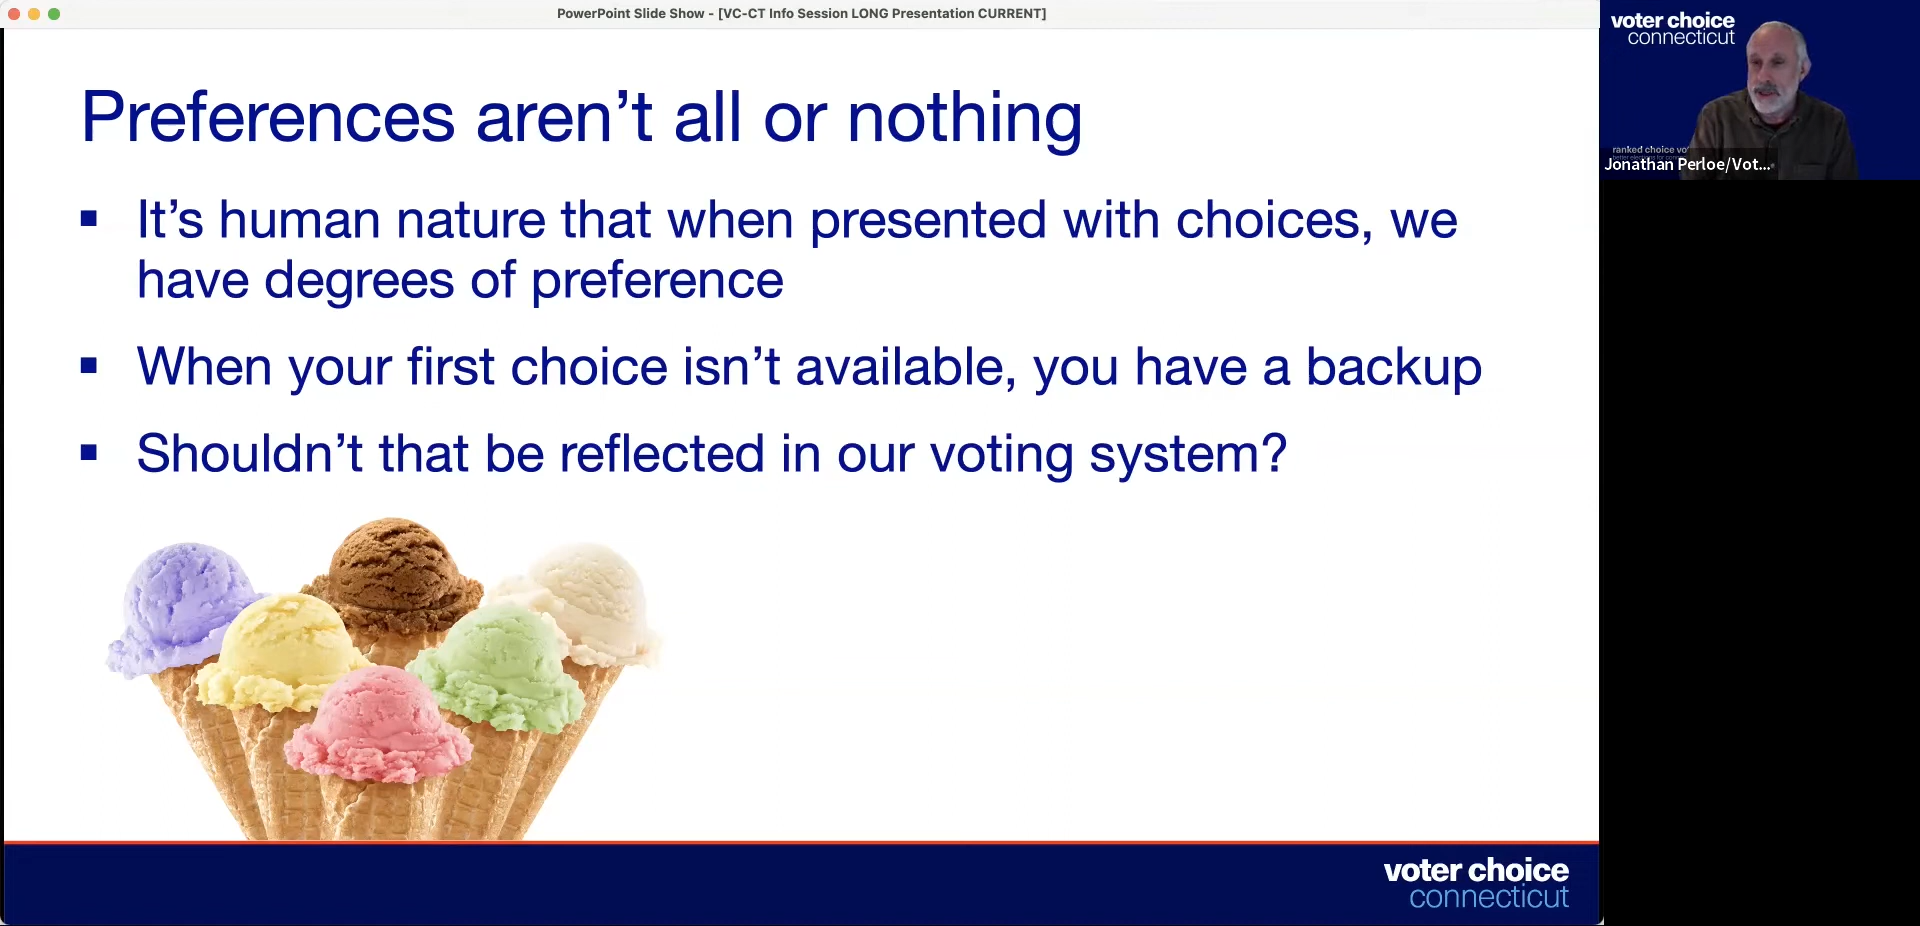 PowerPoint Slide Show - [VC-CT Info Session LONG Presentation CURRENT]
Preferences aren’t all or nothing
▪ It’s human nature that when presented with choices, we
have degrees of preference
▪ When your first choice isn’t available, you have a backup
▪ Shouldn’t that be reflected in our voting system?
voter choice
connecticut
voter choice
connecticut
ranked choice vo
Jonathan Perloe/Vot...